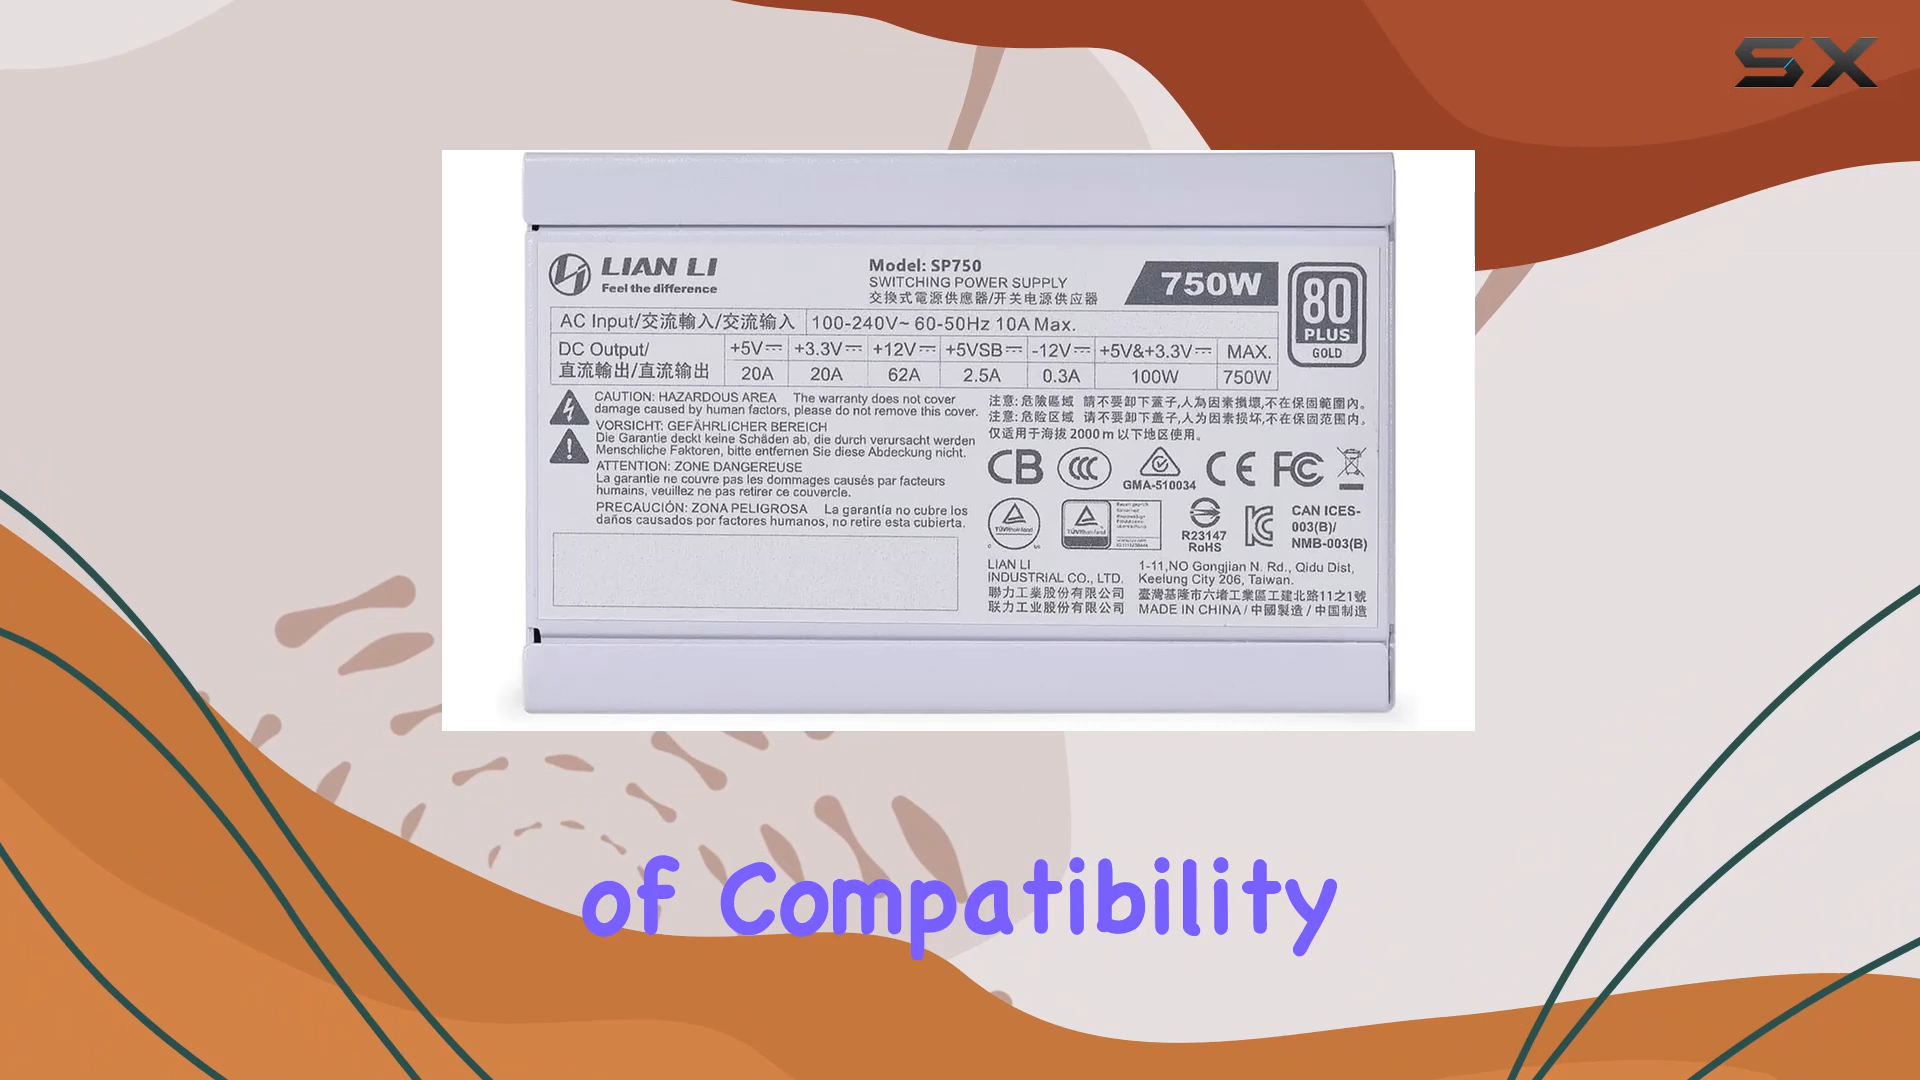 SX
LIAN LI
Feel the difference
Model: SP750
SWITCHING POWER SUPPLY
交換式電源供應器/开关电源供应器
750W
80
PLUS
GOLD
AC Input/交流輸入/交流输入 100-240V~ 60-50Hz 10A Max.
DC Output/
直流輸出/直流输出
+5V⎓ +3.3V⎓ +12V⎓ +5VSB⎓ -12V⎓ +5V&+3.3V⎓ MAX.
20A 20A 62A 2.5A 0.3A 100W 750W
CAUTION: HAZARDOUS AREA The warranty does not cover
damage caused by human factors, please do not remove this cover.
VORSICHT: GEFÄHRLICHER BEREICH
Die Garantie deckt keine Schäden ab, die durch verursacht werden
Menschliche Faktoren, bitte entfernen Sie diese Abdeckung nicht.
ATTENTION: ZONE DANGEREUSE
La garantie ne couvre pas les dommages causés par facteurs
humains, veuillez ne pas retirer ce couvercle.
PRECAUCIÓN: ZONA PELIGROSA La garantía no cubre los
daños causados por factores humanos, no retire esta cubierta.
注意: 危險區域 請不要卸下蓋子,人為因素損壞,不在保固範圍內。
注意: 危险区域 请不要卸下盖子,人为因素损坏,不在保固范围内。
仅适用于海拔 2000 m 以下地区使用。
CB CCC GMA-510034 CE FC
TÜVRheinland
TÜVRheinland
R23147
RoHS
CAN ICES-
003(B)/
NMB-003(B)
LIAN LI
INDUSTRIAL CO., LTD.
聯力工業股份有限公司
联力工业股份有限公司
1-11,NO Gongjian N. Rd., Qidu Dist,
Keelung City 206, Taiwan.
臺灣基隆市六堵工業區工建北路11之1號
MADE IN CHINA / 中國製造 / 中国制造
of Compatibility